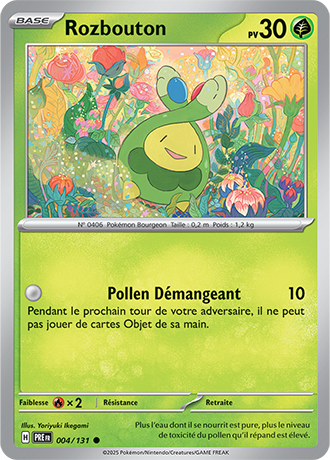 BASE
Rozbouton
PV 30
N° 0406 Pokémon Bourgeon Taille : 0,2 m Poids : 1,2 kg
Pollen Démangeant 10
Pendant le prochain tour de votre adversaire, il ne peut
pas jouer de cartes Objet de sa main.
Faiblesse ×2 Résistance Retraite
Illus. Yoriyuki Ikegami
H PRE FR 004/131
Plus l'eau dont il se nourrit est pure, plus le niveau
de toxicité du pollen qu'il répand est élevé.
©2025 Pokémon/Nintendo/Creatures/GAME FREAK